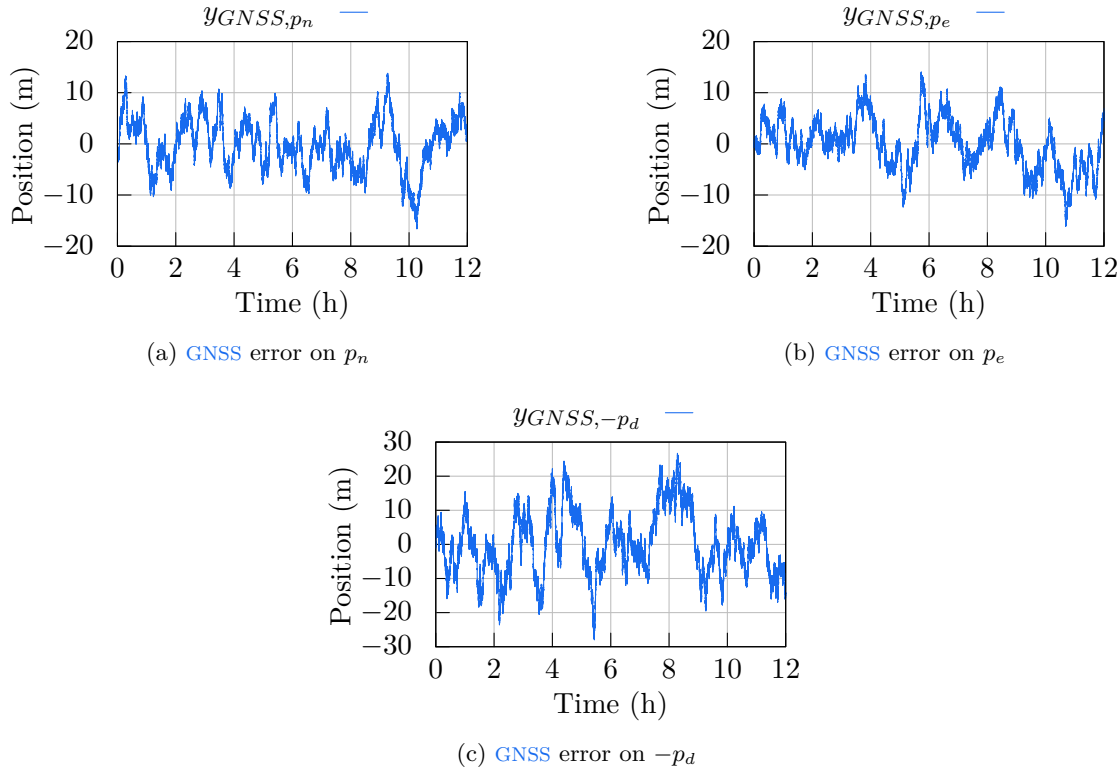 y_{GNSS,p_n}
20
10
0
−10
−20
Position (m)
0 2 4 6 8 10 12
Time (h)
(a) GNSS error on p_n
y_{GNSS,p_e}
20
10
0
−10
−20
Position (m)
0 2 4 6 8 10 12
Time (h)
(b) GNSS error on p_e
y_{GNSS,−p_d}
30
20
10
0
−10
−20
−30
Position (m)
0 2 4 6 8 10 12
Time (h)
(c) GNSS error on −p_d